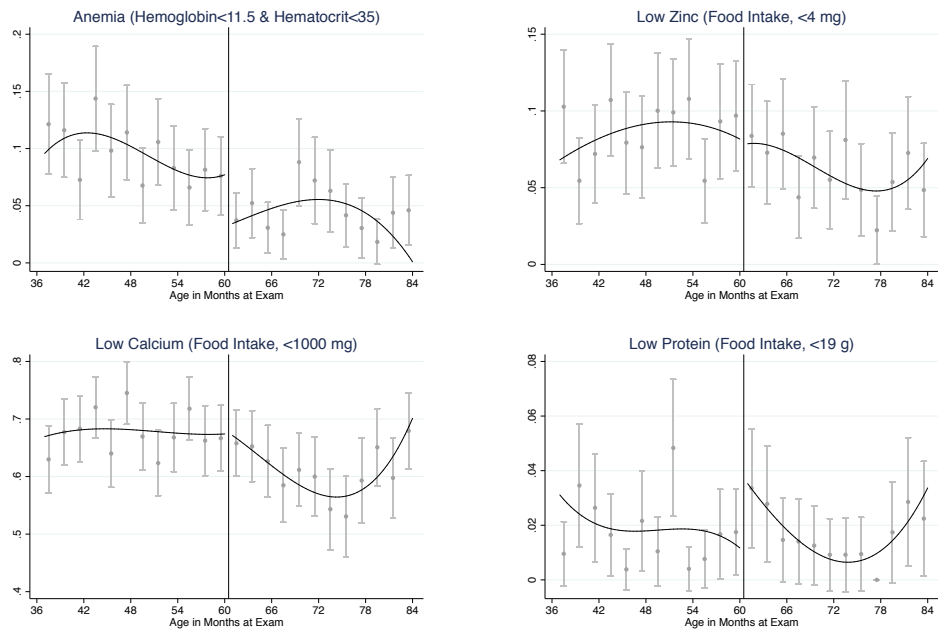 Anemia (Hemoglobin<11.5 & Hematocrit<35)
.2
.15
.1
.05
0
36 42 48 54 60 66 72 78 84
Age in Months at Exam
Low Zinc (Food Intake, <4 mg)
.15
.1
.05
0
36 42 48 54 60 66 72 78 84
Age in Months at Exam
Low Calcium (Food Intake, <1000 mg)
.8
.7
.6
.5
.4
36 42 48 54 60 66 72 78 84
Age in Months at Exam
Low Protein (Food Intake, <19 g)
.08
.06
.04
.02
0
36 42 48 54 60 66 72 78 84
Age in Months at Exam